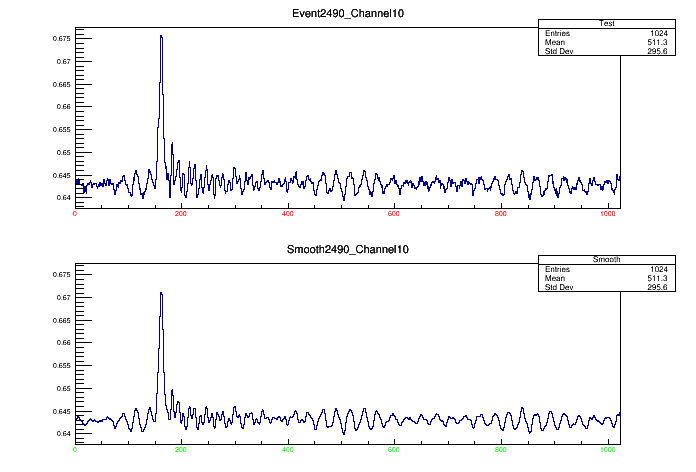 Event2490_Channel10
Test
Entries 1024
Mean 511.3
Std Dev 295.6
0.675
0.67
0.665
0.66
0.655
0.65
0.645
0.64
0 200 400 600 800 1000
Smooth2490_Channel10
Smooth
Entries 1024
Mean 511.3
Std Dev 295.6
0.675
0.67
0.665
0.66
0.655
0.65
0.645
0.64
0 200 400 600 800 1000